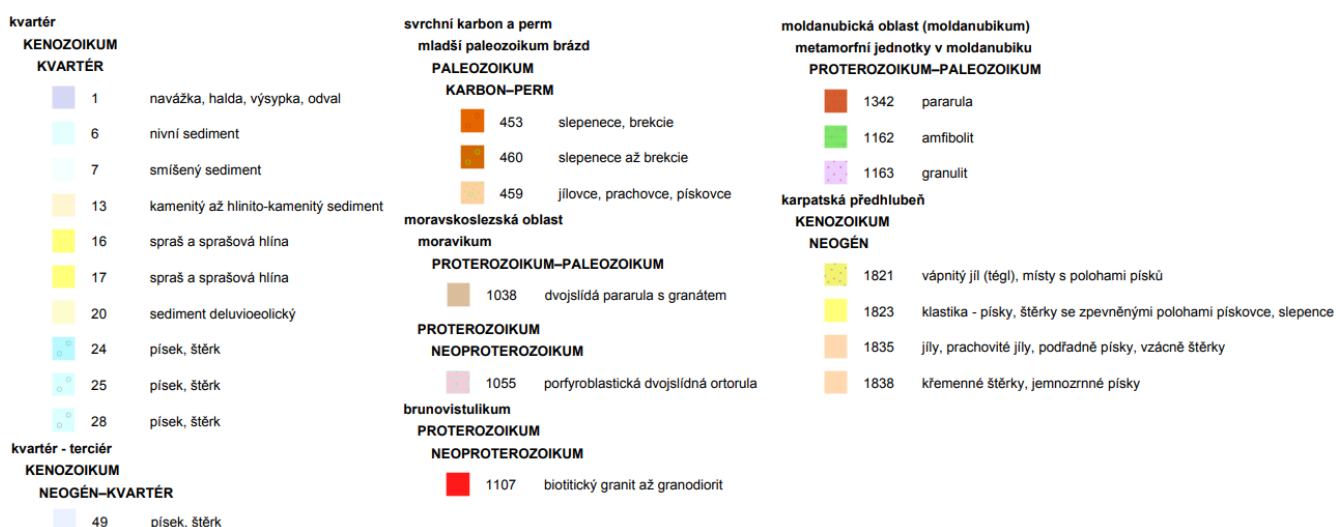 kvartér
KENOZOIKUM
KVARTÉR
1 navážka, halda, výsypka, odval
6 nivní sediment
7 smíšený sediment
13 kamenitý až hlinito-kamenitý sediment
16 spraš a sprašová hlína
17 spraš a sprašová hlína
20 sediment deluvioeolický
24 písek, štěrk
25 písek, štěrk
28 písek, štěrk
kvartér - terciér
KENOZOIKUM
NEOGÉN–KVARTÉR
49 písek, štěrk
svrchní karbon a perm
mladší paleozoikum brázd
PALEOZOIKUM
KARBON–PERM
453 slepenece, brekcie
460 slepenece až brekcie
459 jílovce, prachovce, pískovce
moravskoslezská oblast
moravikum
PROTEROZOIKUM–PALEOZOIKUM
1038 dvojslídá pararula s granátem
PROTEROZOIKUM
NEOPROTEROZOIKUM
1055 porfyroblastická dvojslídná ortorula
brunovistulikum
PROTEROZOIKUM
NEOPROTEROZOIKUM
1107 biotitický granit až granodiorit
moldanubická oblast (moldanubikum)
metamorfní jednotky v moldanubiku
PROTEROZOIKUM–PALEOZOIKUM
1342 pararula
1162 amfibolit
1163 granulit
karpatská předhlubeň
KENOZOIKUM
NEOGÉN
1821 vápnitý jíl (tégl), místy s polohami písků
1823 klastika - písky, štěrky se zpevněnými polohami pískovce, slepence
1835 jíly, prachovité jíly, podřadně písky, vzácně štěrky
1838 křemenné štěrky, jemnozrnné písky